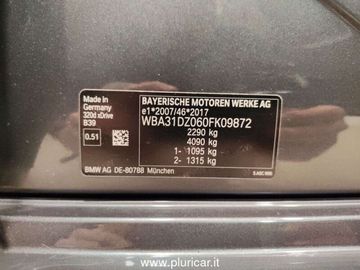 Made in
Germany
320d xDrive
B39
0.51
BAYERISCHE MOTOREN WERKE AG
e1*2007/46*2017
WBA31DZ060FK09872
2290 kg
4090 kg
1- 1095 kg
2- 1315 kg
BMW AG DE-80788 München
www.pluricar.it